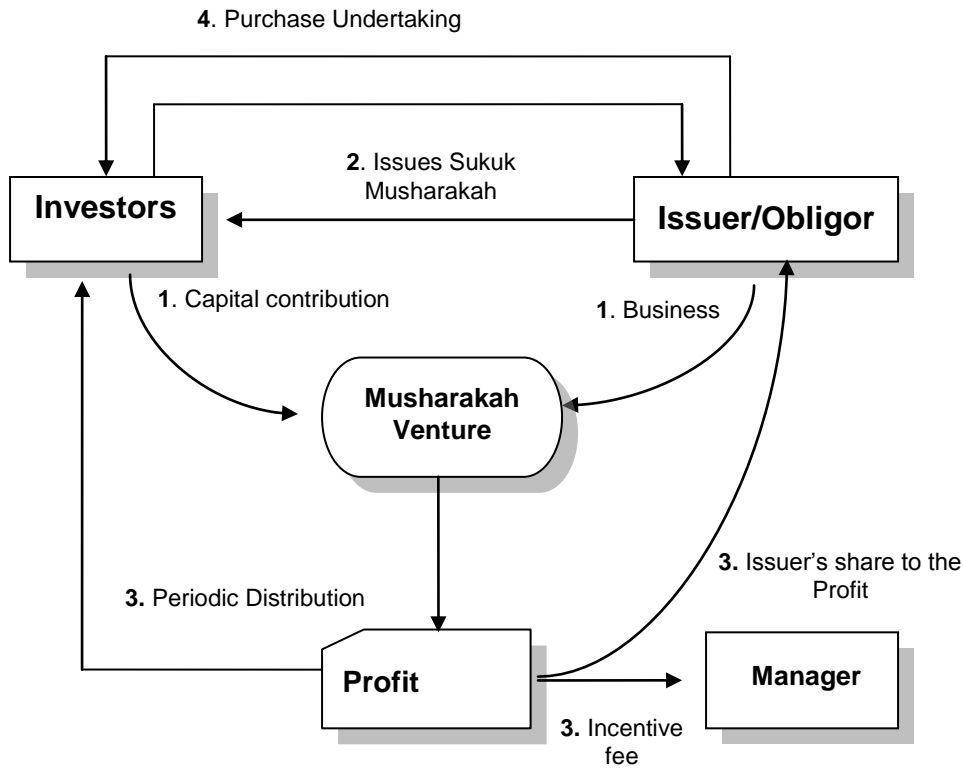 4. Purchase Undertaking
2. Issues Sukuk
Musharakah
Investors
Issuer/Obligor
1. Capital contribution
1. Business
Musharakah
Venture
3. Issuer’s share to the
Profit
3. Periodic Distribution
Profit
Manager
3. Incentive
fee